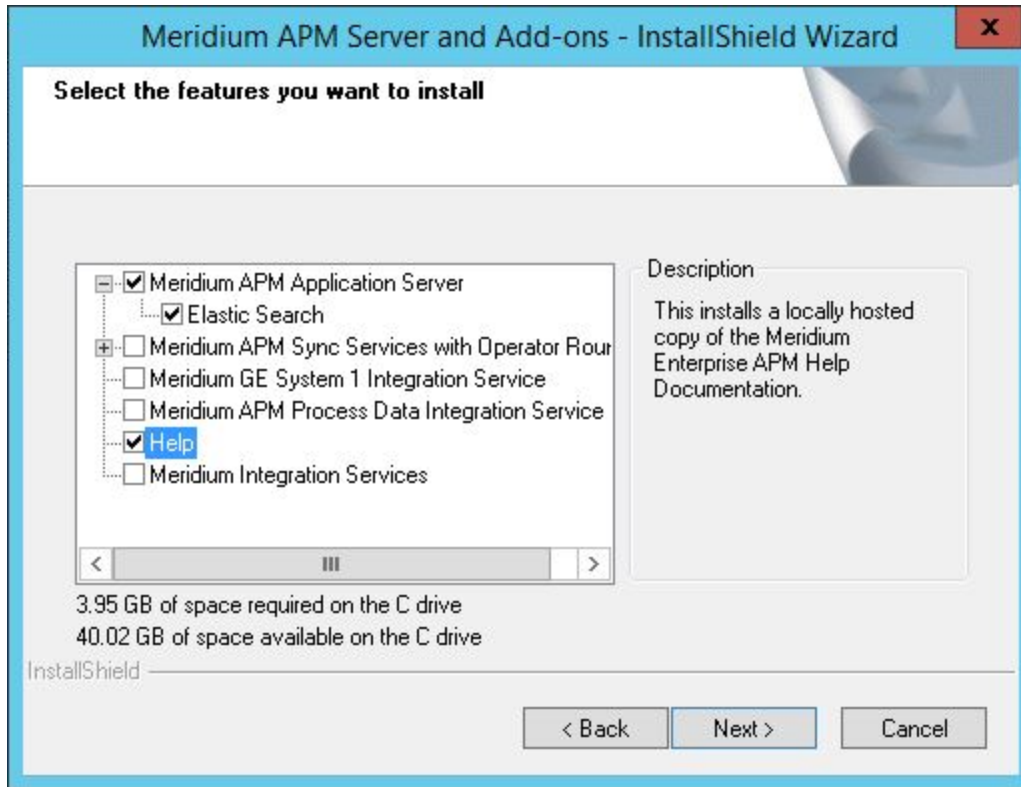 Meridium APM Server and Add-ons - InstallShield Wizard
x
Select the features you want to install
Meridium APM Application Server
Elastic Search
Meridium APM Sync Services with Operator Rour
Meridium GE System 1 Integration Service
Meridium APM Process Data Integration Service
Help
Meridium Integration Services
Description
This installs a locally hosted
copy of the Meridium
Enterprise APM Help
Documentation.
3.95 GB of space required on the C drive
40.02 GB of space available on the C drive
InstallShield
< Back
Next >
Cancel